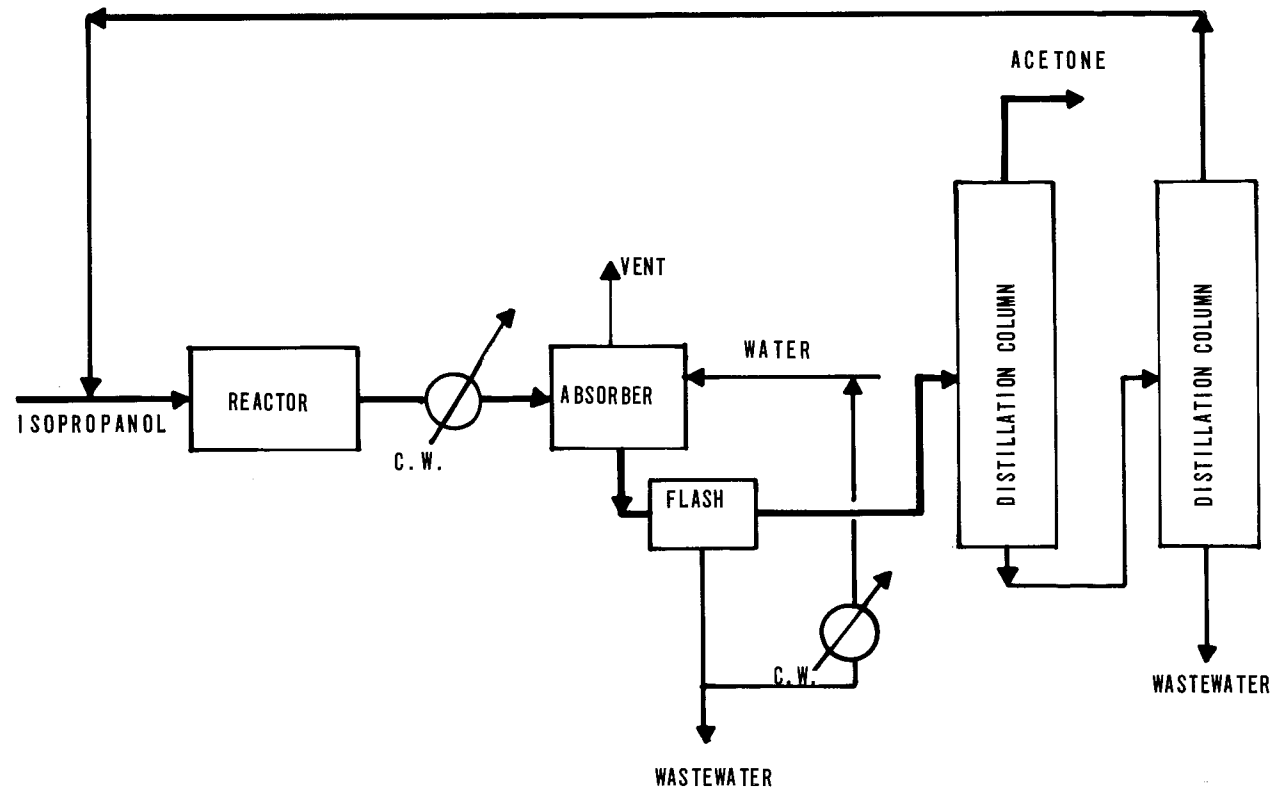 ACETONE
VENT
WATER
DISTILLATION COLUMN
DISTILLATION COLUMN
REACTOR
ABSORBER
ISOPROPANOL
C.W.
FLASH
C.W.
WASTEWATER
WASTEWATER